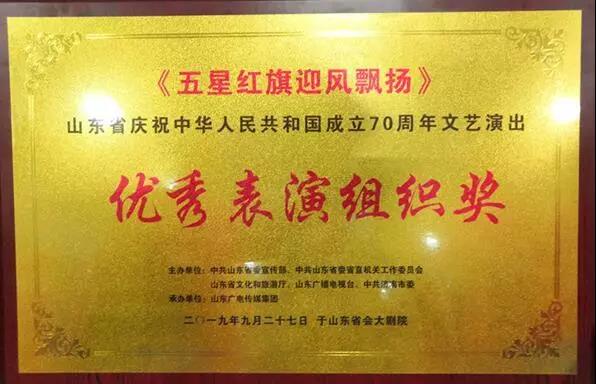 《五星红旗迎风飘扬》
山东省庆祝中华人民共和国成立70周年文艺演出
优秀表演组织奖
主办单位：中共山东省委宣传部、中共山东省委省直机关工作委员会
山东省文化和旅游厅、山东广播电视台、中共济南市委
承办单位：山东广电传媒集团
二〇一九年九月二十七日 于山东省会大剧院